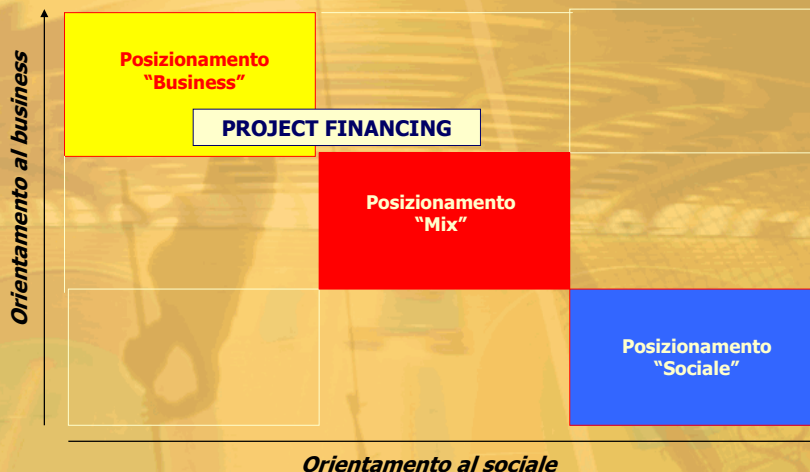 Posizionamento
“Business”
PROJECT FINANCING
Posizionamento
“Mix”
Posizionamento
“Sociale”
Orientamento al business
Orientamento al sociale